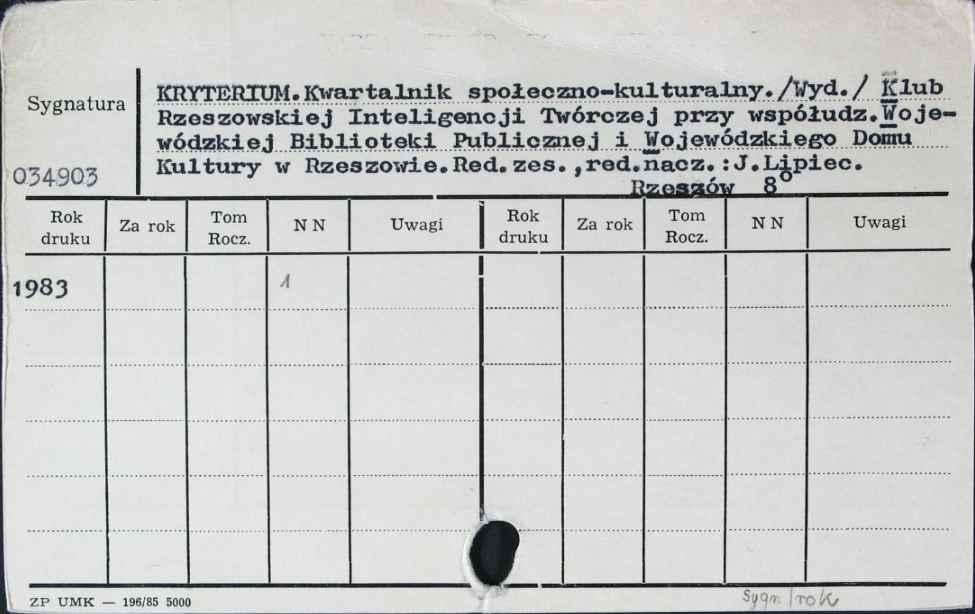 KRYTERIUM.Kwartalnik społeczno-kulturalny./Wyd./ Klub
Sygnatura
Rzeszowskiej Inteligencji Twórczej przy współudz.Woje-
wódzkiej Biblioteki Publicznej i Wojewódzkiego Domu
Kultury w Rzeszowie.Red.zes.,red.nacz.:J.Lipiec.
034903
Rzeszów 8°
Rok druku Za rok Tom Rocz. N N Uwagi Rok druku Za rok Tom Rocz. N N Uwagi
1983 1
ZP UMK — 196/85 5000
sygn/rok